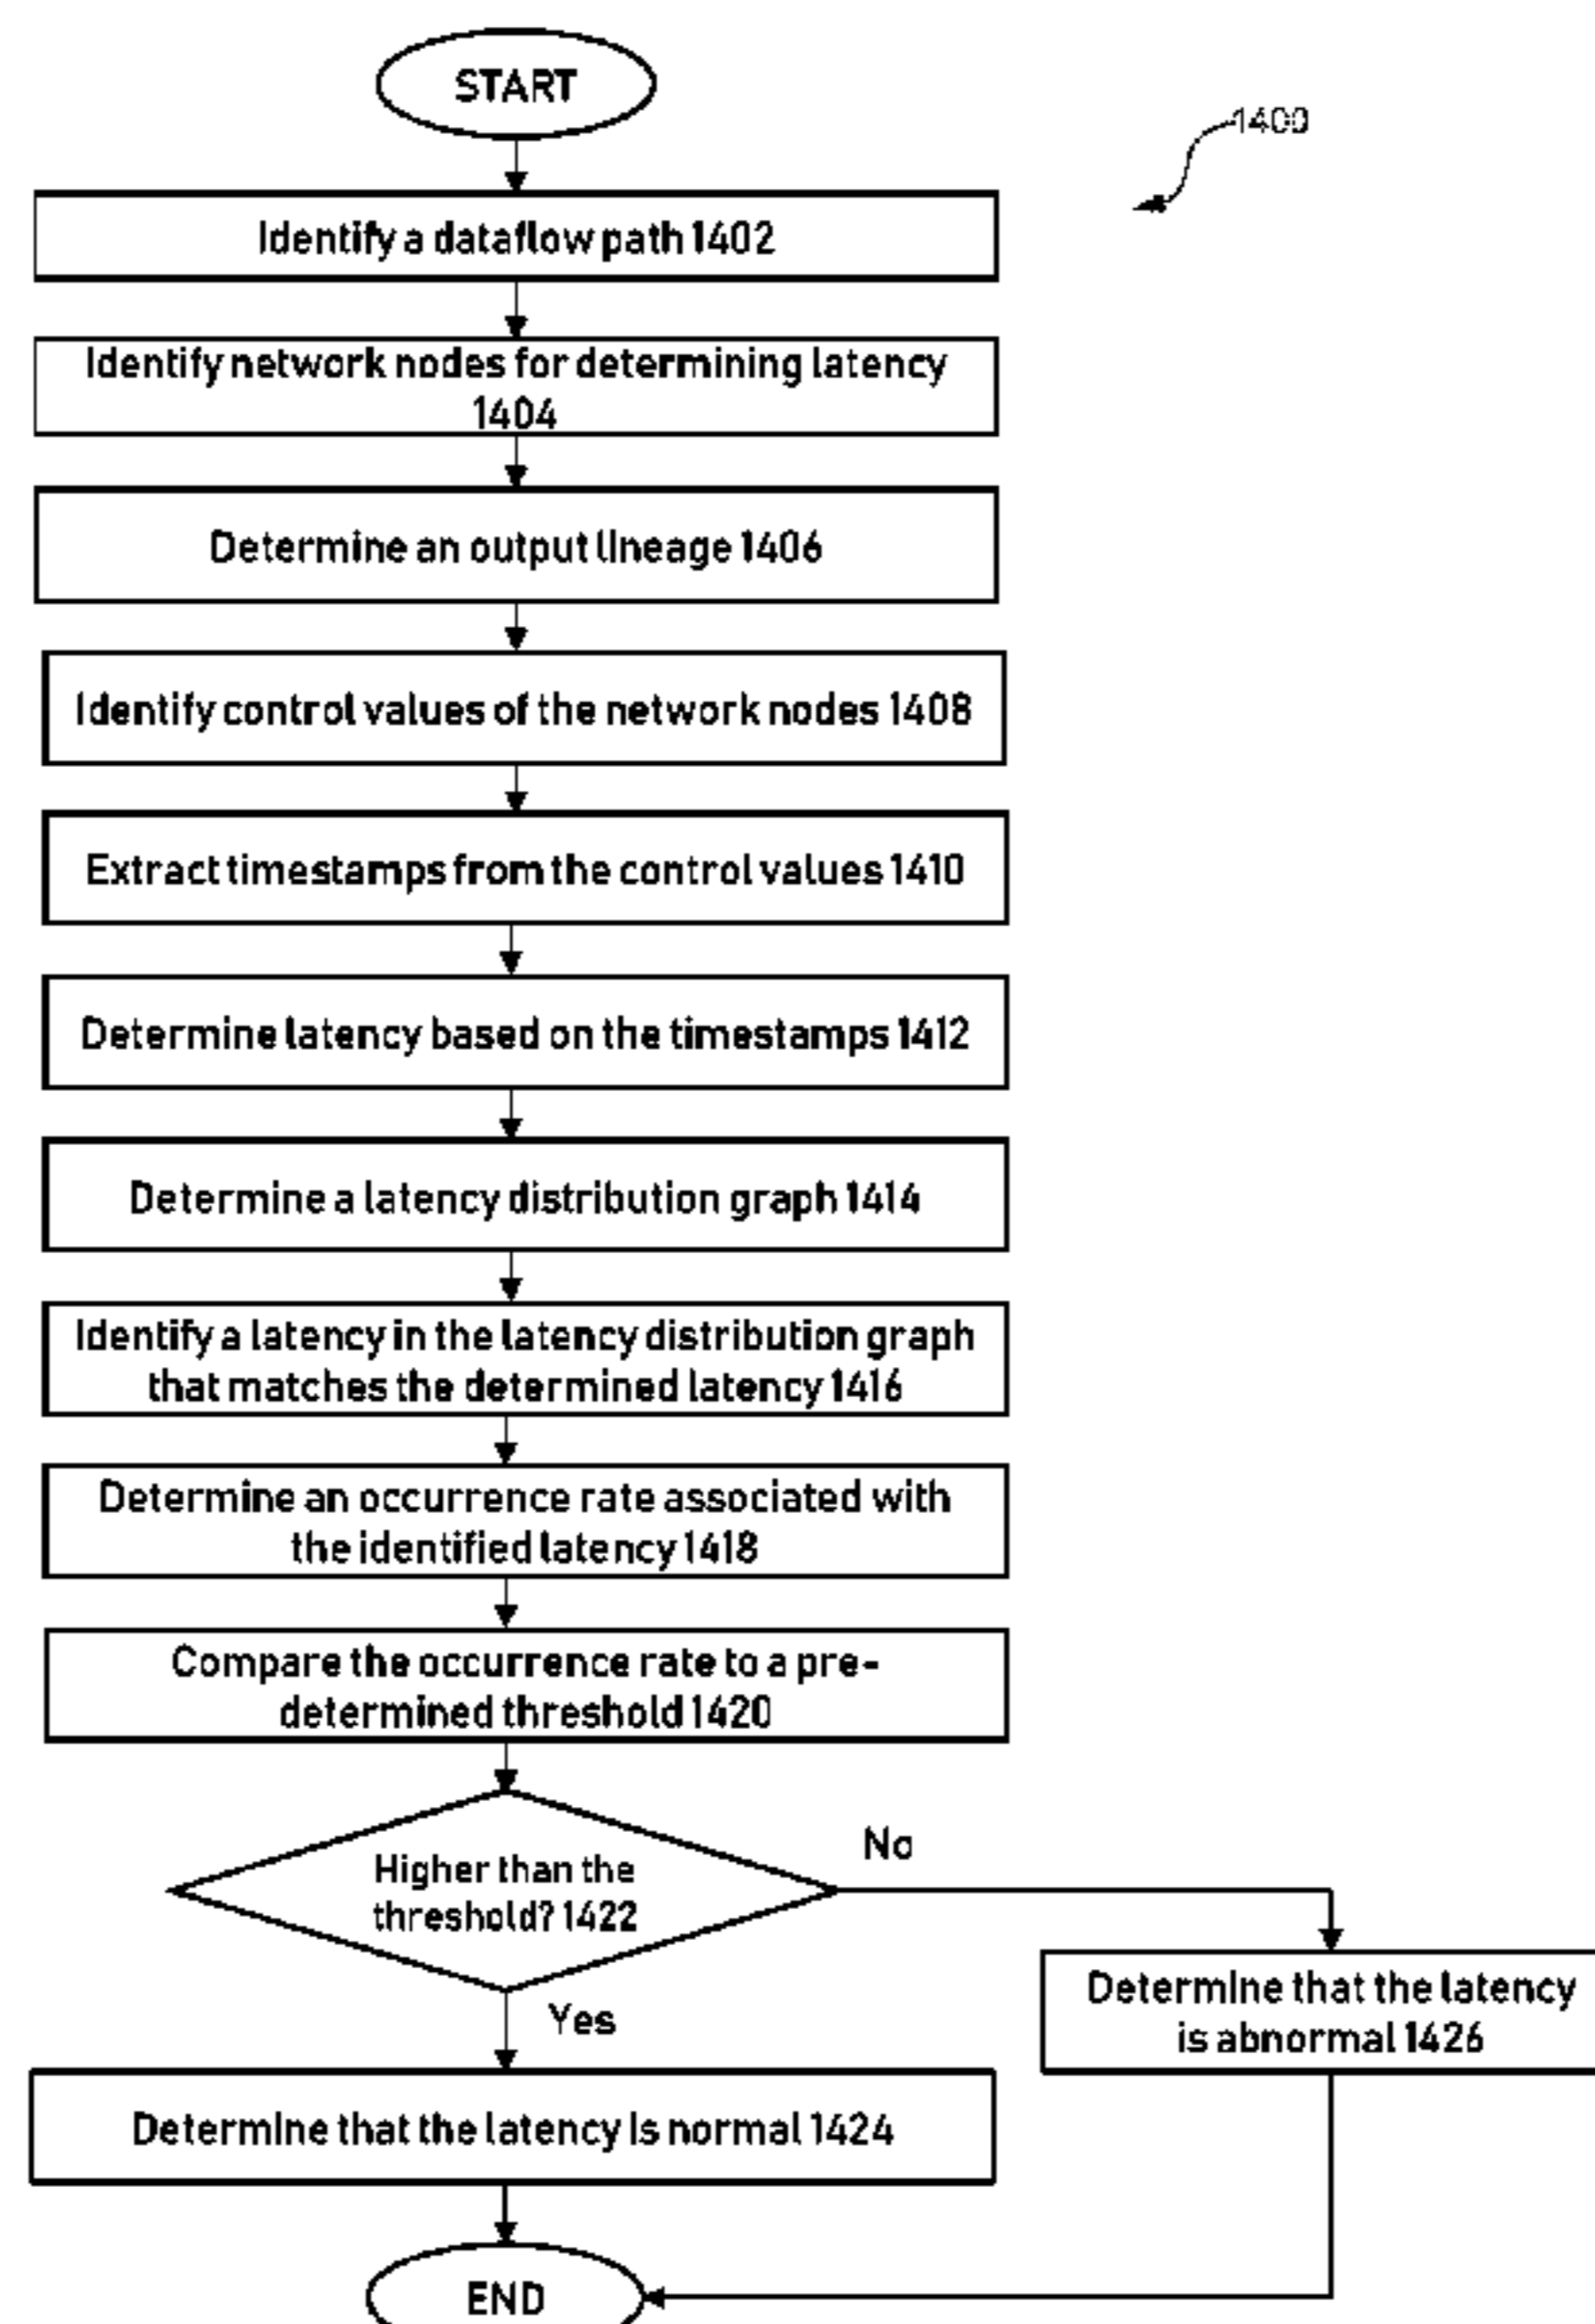 START
1400
Identify a dataflow path 1402
Identify network nodes for determining latency
1404
Determine an output lineage 1406
Identify control values of the network nodes 1408
Extract timestamps from the control values 1410
Determine latency based on the timestamps 1412
Determine a latency distribution graph 1414
Identify a latency in the latency distribution graph
that matches the determined latency 1416
Determine an occurrence rate associated with
the identified latency 1418
Compare the occurrence rate to a pre-
determined threshold 1420
Higher than the
threshold? 1422
No
Yes
Determine that the latency
is abnormal 1426
Determine that the latency is normal 1424
END